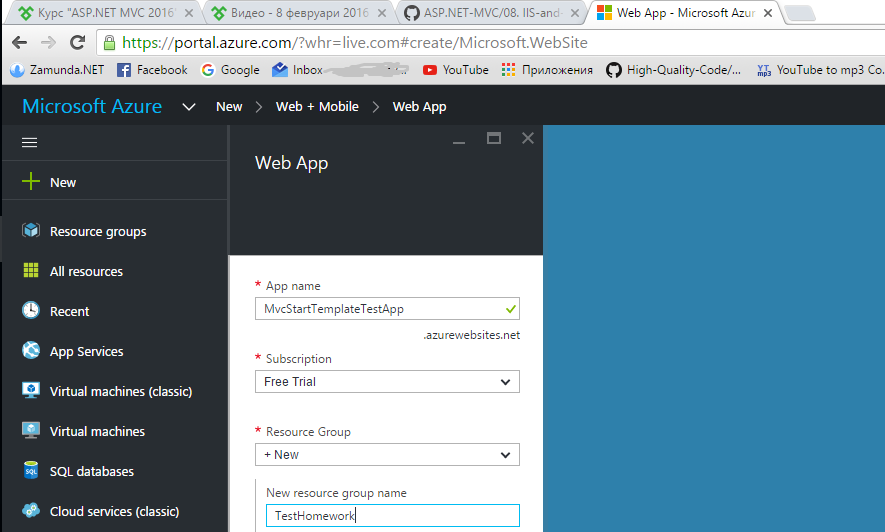 Курс "ASP.NET MVC 2016"
Видео - 8 февруари 2016
ASP.NET-MVC/08. IIS-and-
Web App - Microsoft Azur
https://portal.azure.com/?whr=live.com#create/Microsoft.WebSite
Zamunda.NET
Facebook
Google
Inbox
YouTube
Приложения
High-Quality-Code/...
YT mp3
YouTube to mp3 Co...
Microsoft Azure
New
Web + Mobile
Web App
Web App
New
Resource groups
All resources
Recent
App Services
Virtual machines (classic)
Virtual machines
SQL
SQL databases
Cloud services (classic)
* App name
MvcStartTemplateTestApp
.azurewebsites.net
* Subscription
Free Trial
* Resource Group
+ New
New resource group name
TestHomework